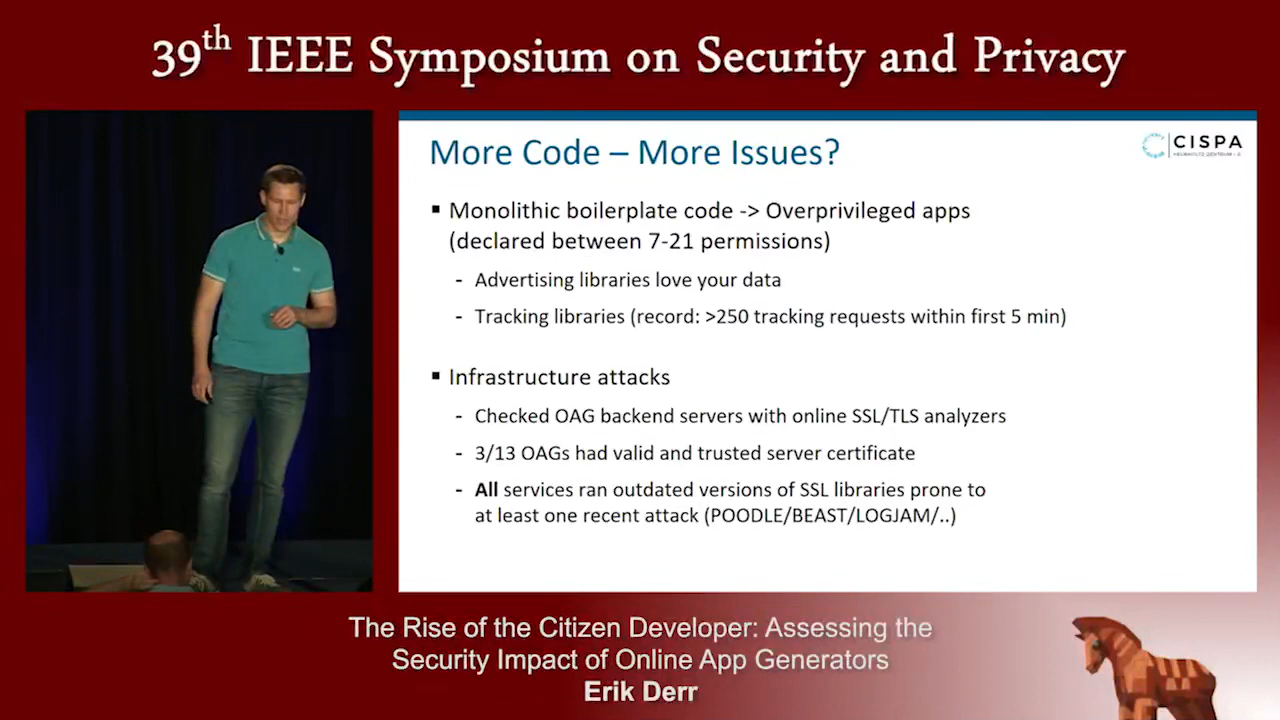 39th IEEE Symposium on Security and Privacy
More Code – More Issues?
CISPA
▪ Monolithic boilerplate code -> Overprivileged apps
(declared between 7-21 permissions)
- Advertising libraries love your data
- Tracking libraries (record: >250 tracking requests within first 5 min)
▪ Infrastructure attacks
- Checked OAG backend servers with online SSL/TLS analyzers
- 3/13 OAGs had valid and trusted server certificate
- All services ran outdated versions of SSL libraries prone to
at least one recent attack (POODLE/BEAST/LOGJAM/..)
The Rise of the Citizen Developer: Assessing the
Security Impact of Online App Generators
Erik Derr